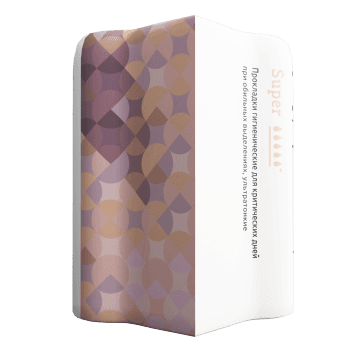 Super
Прокладки гигиенические для критических дней
при обильных выделениях, ультратонкие